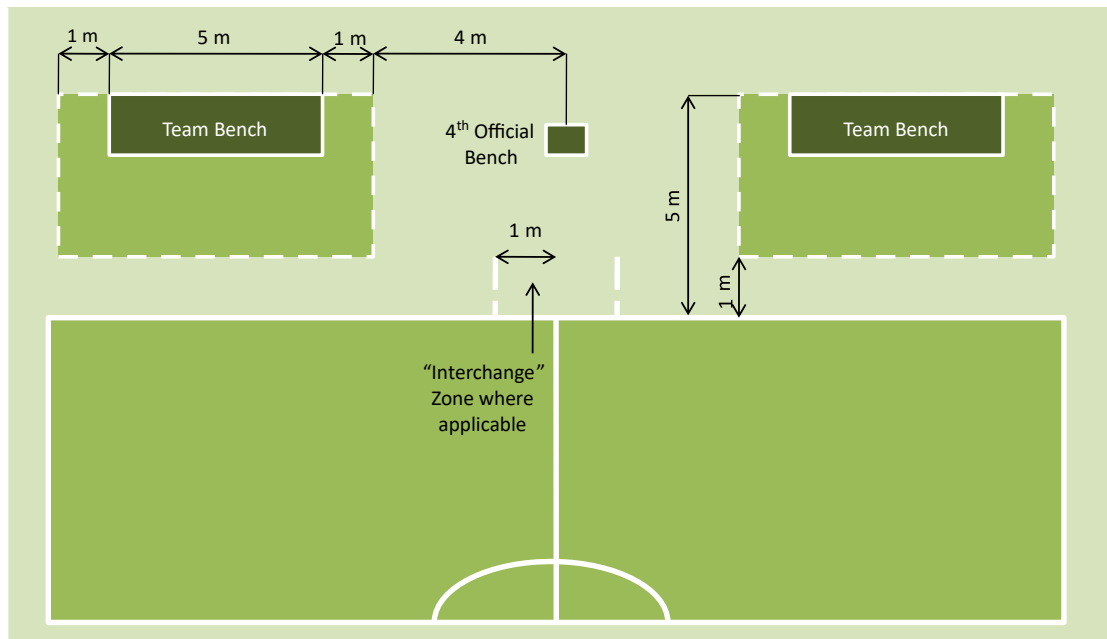 1 m
5 m
1 m
4 m
Team Bench
4th Official
Bench
Team Bench
5 m
1 m
1 m
“Interchange”
Zone where
applicable